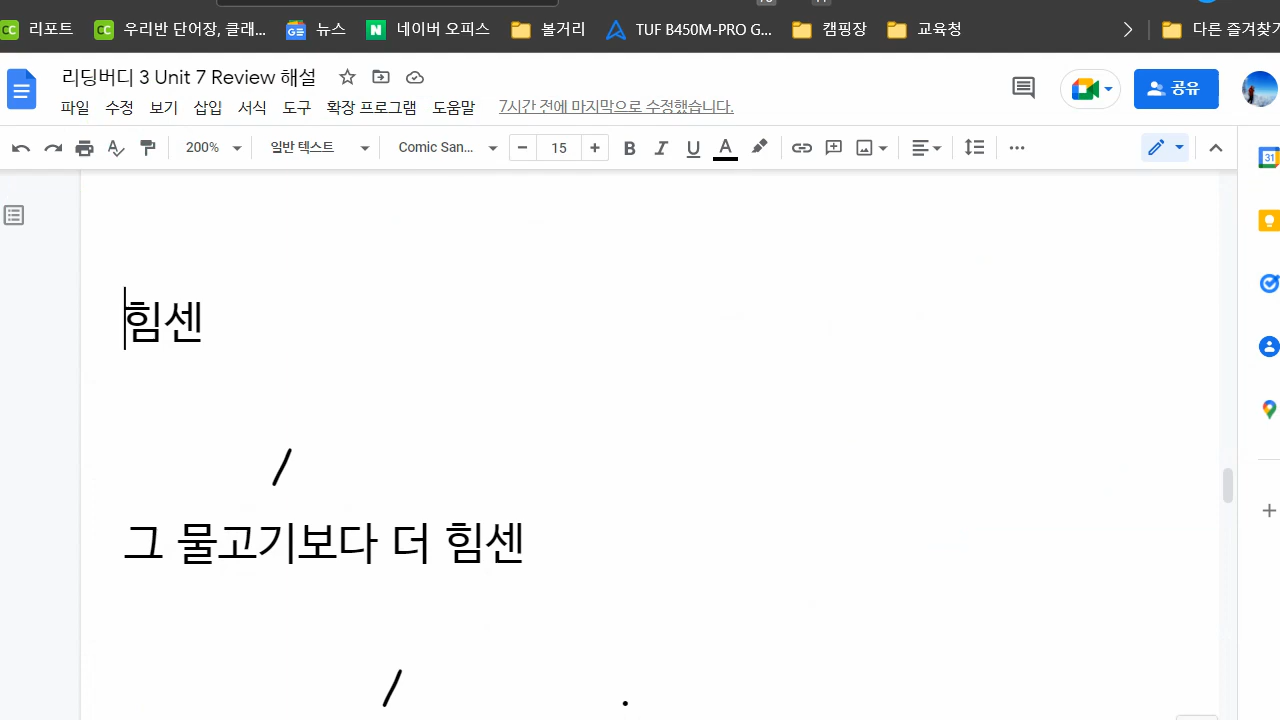 리포트 우리반 단어장, 클래... 뉴스 네이버 오피스 볼거리 TUF B450M-PRO G... 캠핑장 교육청 다른 즐겨찾기
리딩버디 3 Unit 7 Review 해설
파일 수정 보기 삽입 서식 도구 확장 프로그램 도움말 7시간 전에 마지막으로 수정했습니다.
공유
200% 일반 텍스트 Comic San... − 15 + B I U A
31
힘센
/
그 물고기보다 더 힘센
/ .